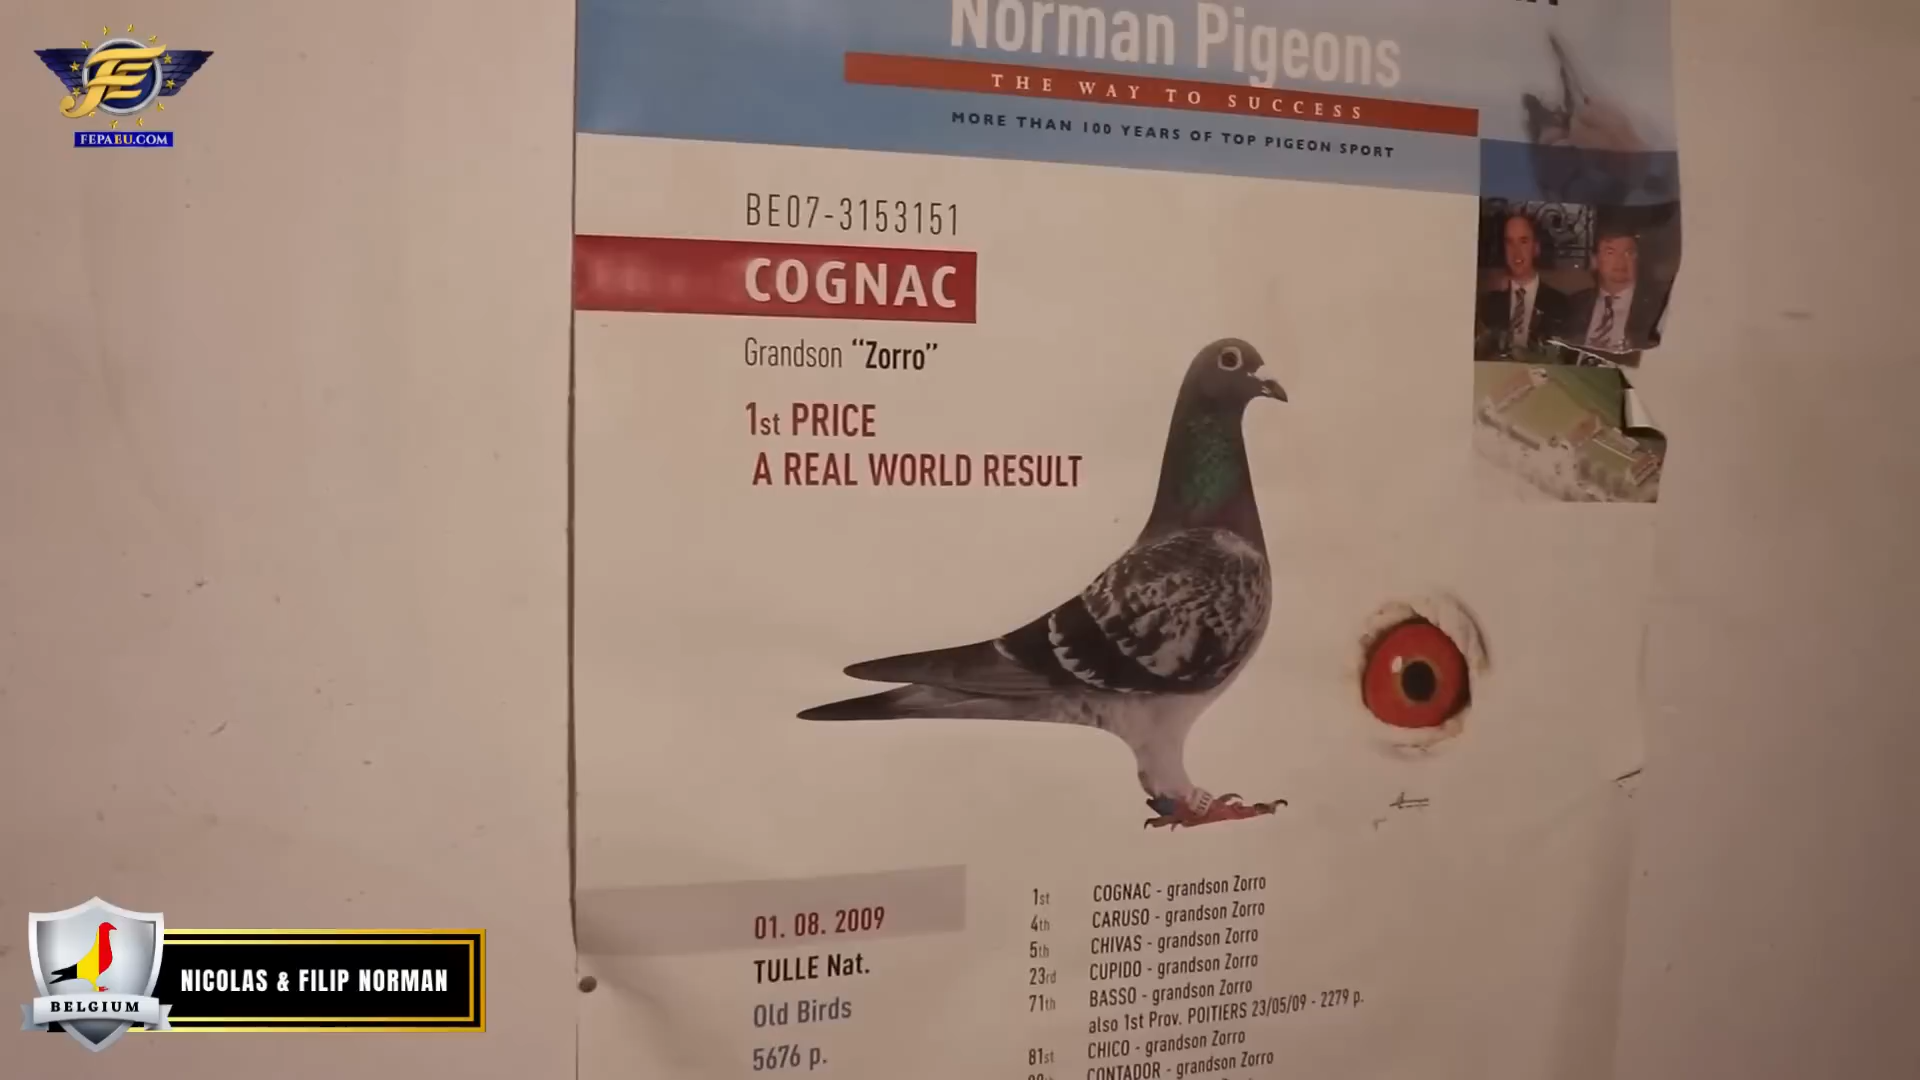 FEPAEU.COM
Norman Pigeons
THE WAY TO SUCCESS
MORE THAN 100 YEARS OF TOP PIGEON SPORT
BE07-3153151
COGNAC
Grandson “Zorro”
1st PRICE
A REAL WORLD RESULT
01. 08. 2009
TULLE Nat.
Old Birds
5676 p.
1st COGNAC - grandson Zorro
4th CARUSO - grandson Zorro
5th CHIVAS - grandson Zorro
23rd CUPIDO - grandson Zorro
71th BASSO - grandson Zorro
also 1st Prov. POITIERS 23/05/09 - 2279 p.
81st CHICO - grandson Zorro
CONTADOR - grandson Zorro
BELGIUM
NICOLAS & FILIP NORMAN